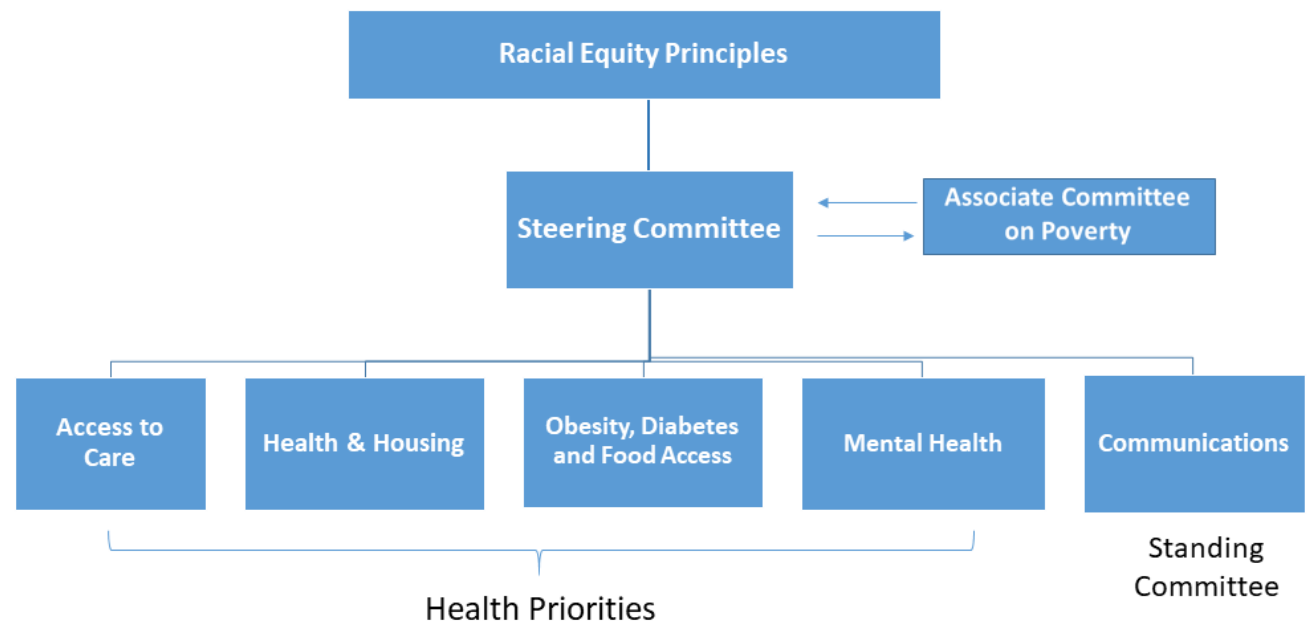 Racial Equity Principles
Steering Committee
Associate Committee
on Poverty
Access to
Care
Health & Housing
Obesity, Diabetes
and Food Access
Mental Health
Communications
Standing
Committee
Health Priorities